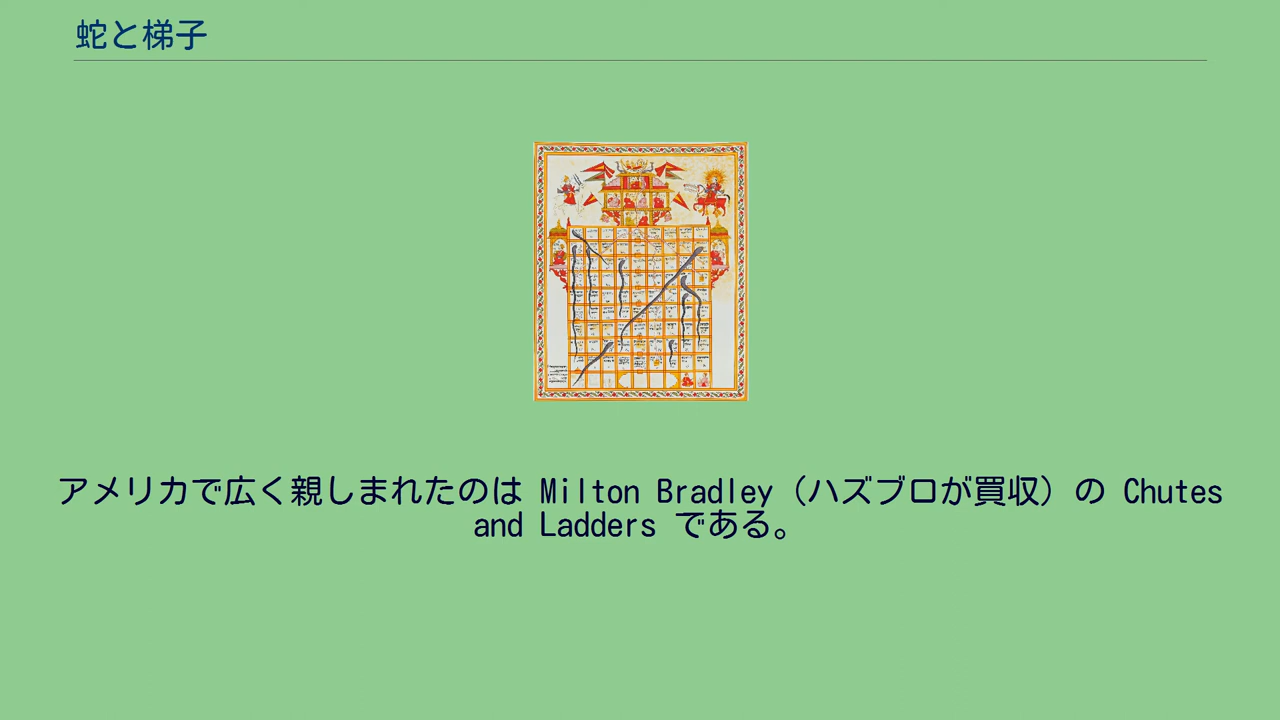 蛇と梯子
アメリカで広く親しまれたのは Milton Bradley（ハズブロが買収）の Chutes
and Ladders である。